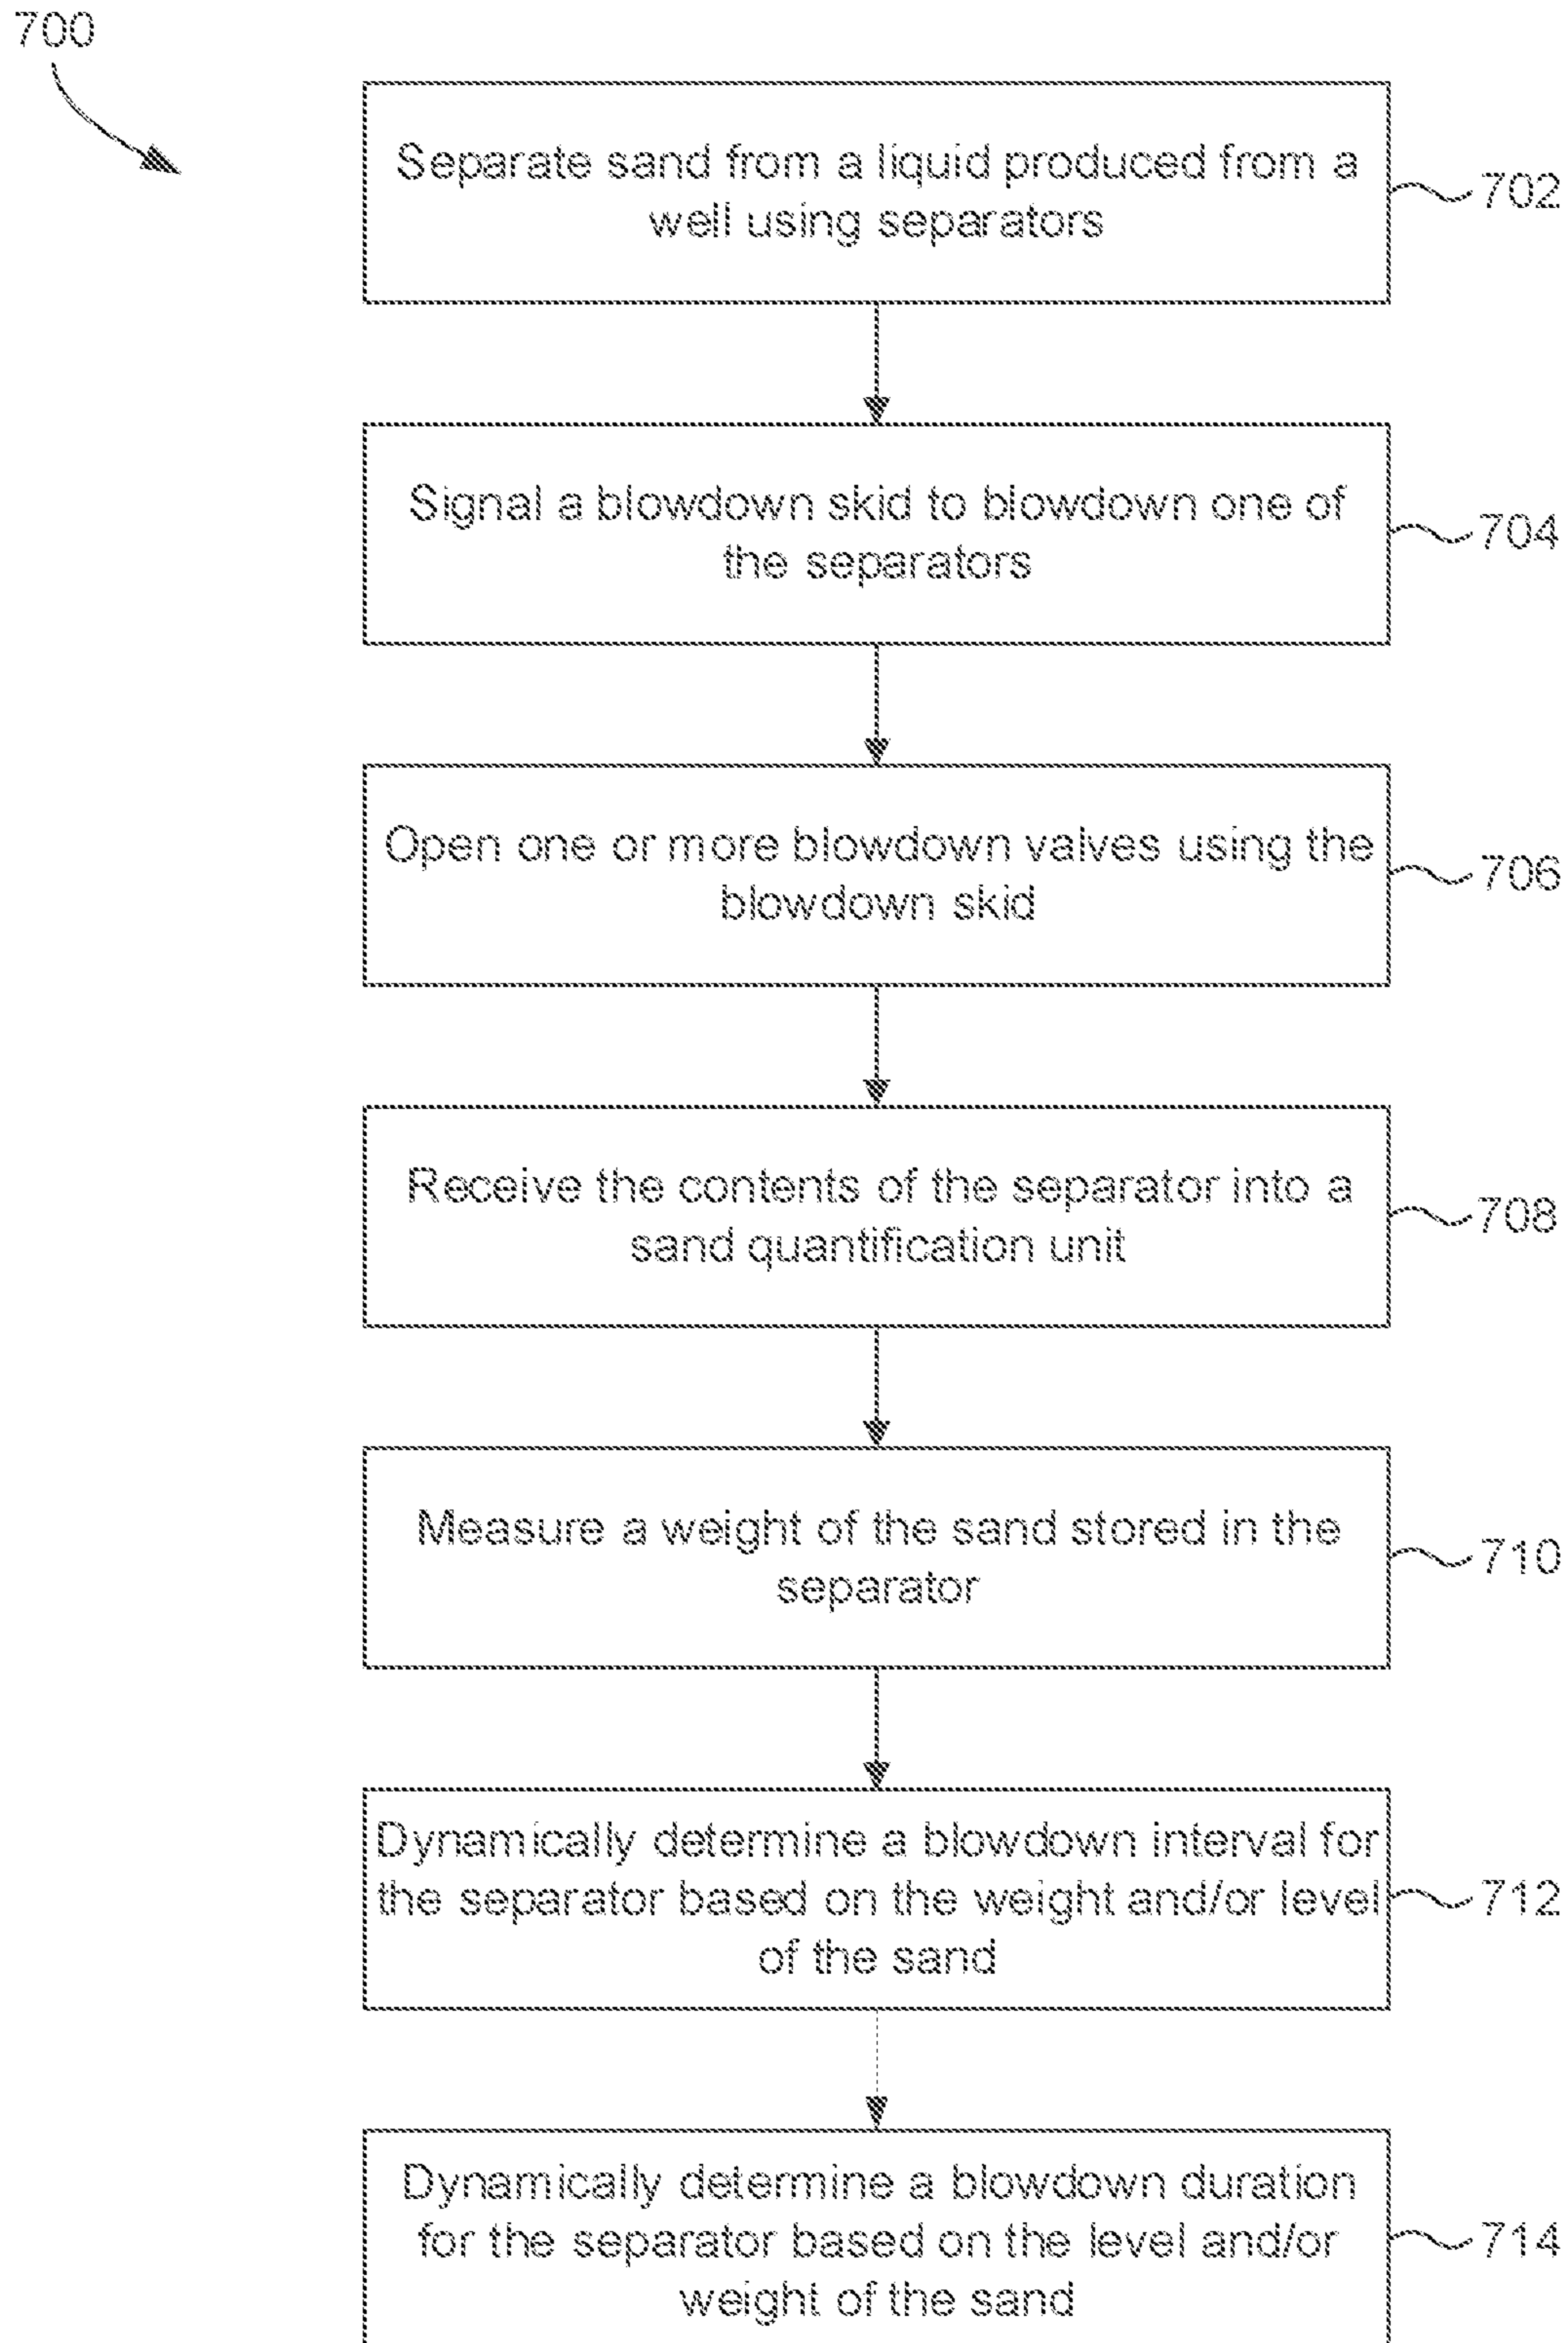 700
Separate sand from a liquid produced from a
well using separators
702
Signal a blowdown skid to blowdown one of
the separators
704
Open one or more blowdown valves using the
blowdown skid
706
Receive the contents of the separator into a
sand quantification unit
708
Measure a weight of the sand stored in the
separator
710
Dynamically determine a blowdown interval for
the separator based on the weight and/or level
of the sand
712
Dynamically determine a blowdown duration
for the separator based on the level and/or
weight of the sand
714